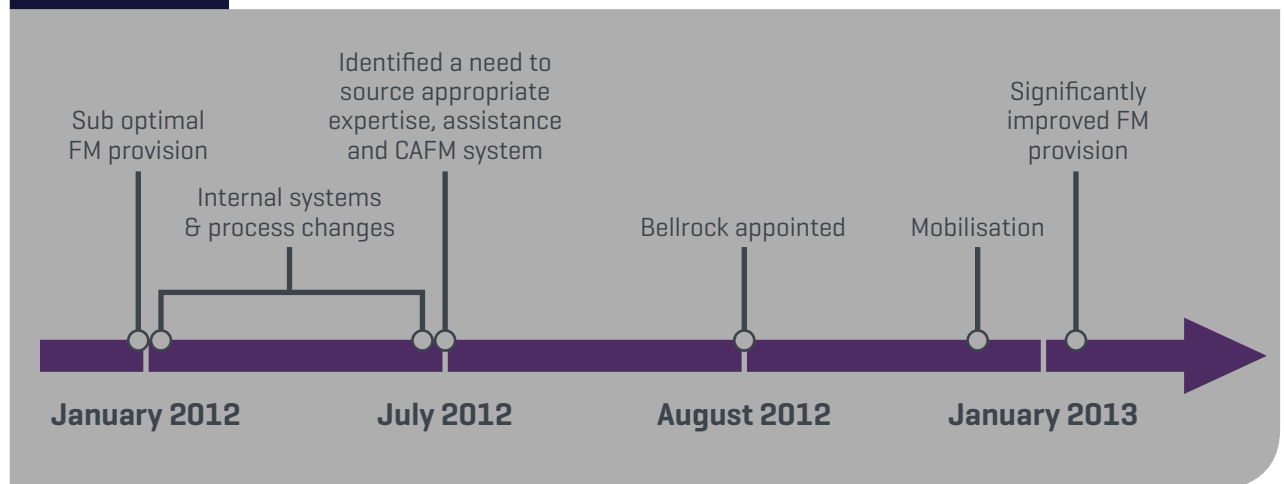 Sub optimal
FM provision
Internal systems
& process changes
Identified a need to
source appropriate
expertise, assistance
and CAFM system
Bellrock appointed
Mobilisation
Significantly
improved FM
provision
January 2012
July 2012
August 2012
January 2013